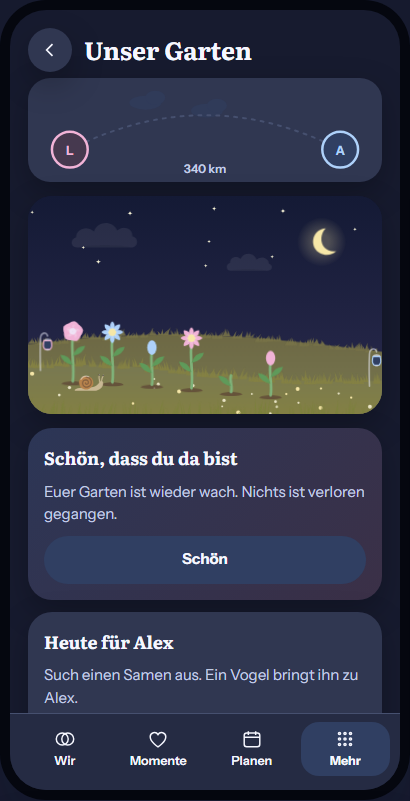 Unser Garten
L
A
340 km
Schön, dass du da bist
Euer Garten ist wieder wach. Nichts ist verloren
gegangen.
Schön
Heute für Alex
Such einen Samen aus. Ein Vogel bringt ihn zu
Alex.
Wir
Momente
Planen
Mehr